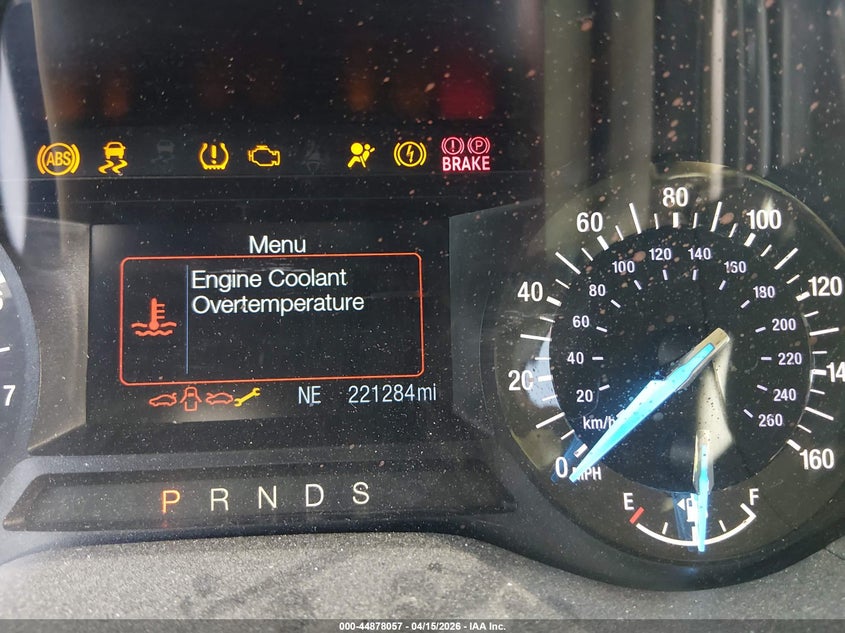 ABS
BRAKE
P
Menu
Engine Coolant
Overtemperature
NE 221284mi
P R N D S
7
0 20 40 60 80 100 120 14 160
MPH
20 40 60 80 100 120 140 160 180 200 220 240 260
km/h
E F
000-44878057 - 04/15/2026 - IAA Inc.